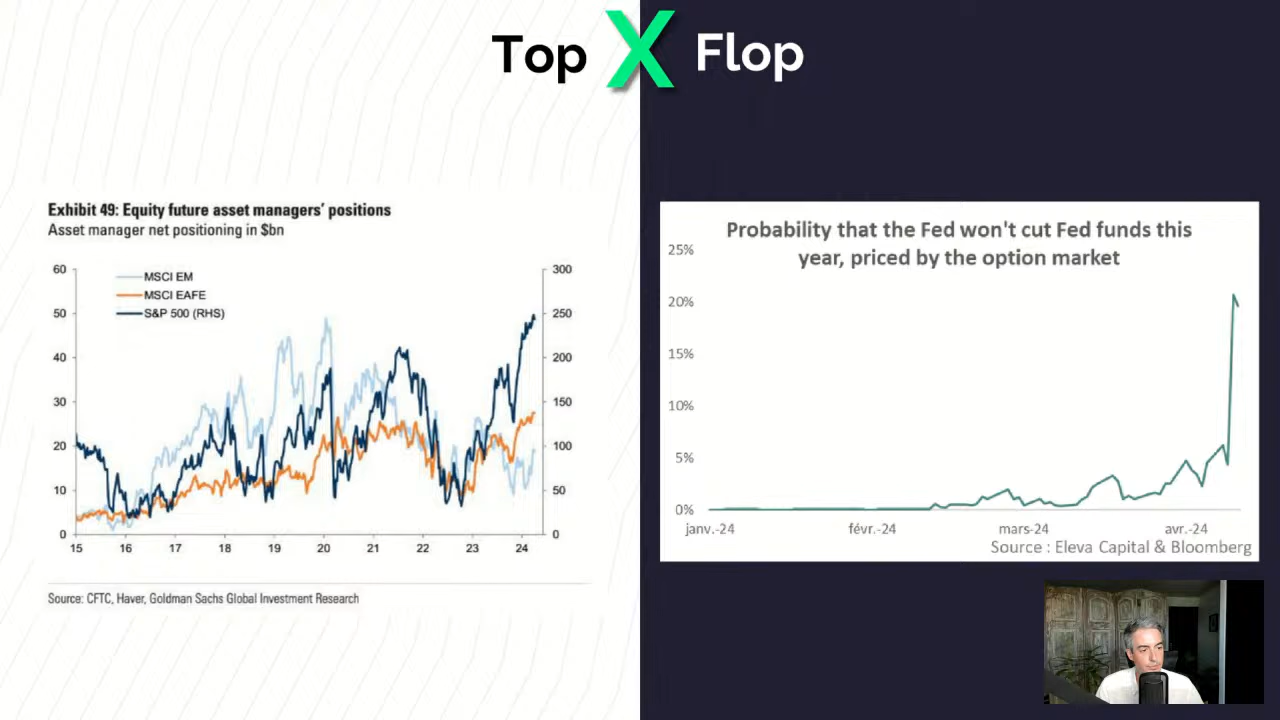 Top X Flop
Exhibit 49: Equity future asset managers' positions
Asset manager net positioning in $bn
60
50
40
30
20
10
0
300
250
200
150
100
50
0
MSCI EM
MSCI EAFE
S&P 500 (RHS)
15 16 17 18 19 20 21 22 23 24
Source: CFTC, Haver, Goldman Sachs Global Investment Research
Probability that the Fed won't cut Fed funds this
year, priced by the option market
25%
20%
15%
10%
5%
0%
janv.-24 févr.-24 mars-24 avr.-24
Source : Eleva Capital & Bloomberg